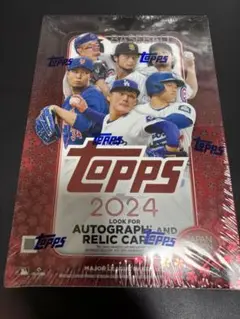 TOPPS
TOPPS
TOPPS
2024
LOOK FOR
AUTOGRAPH AND
RELIC CARDS
TOPPS
TOPPS
MAJOR LEAGUE